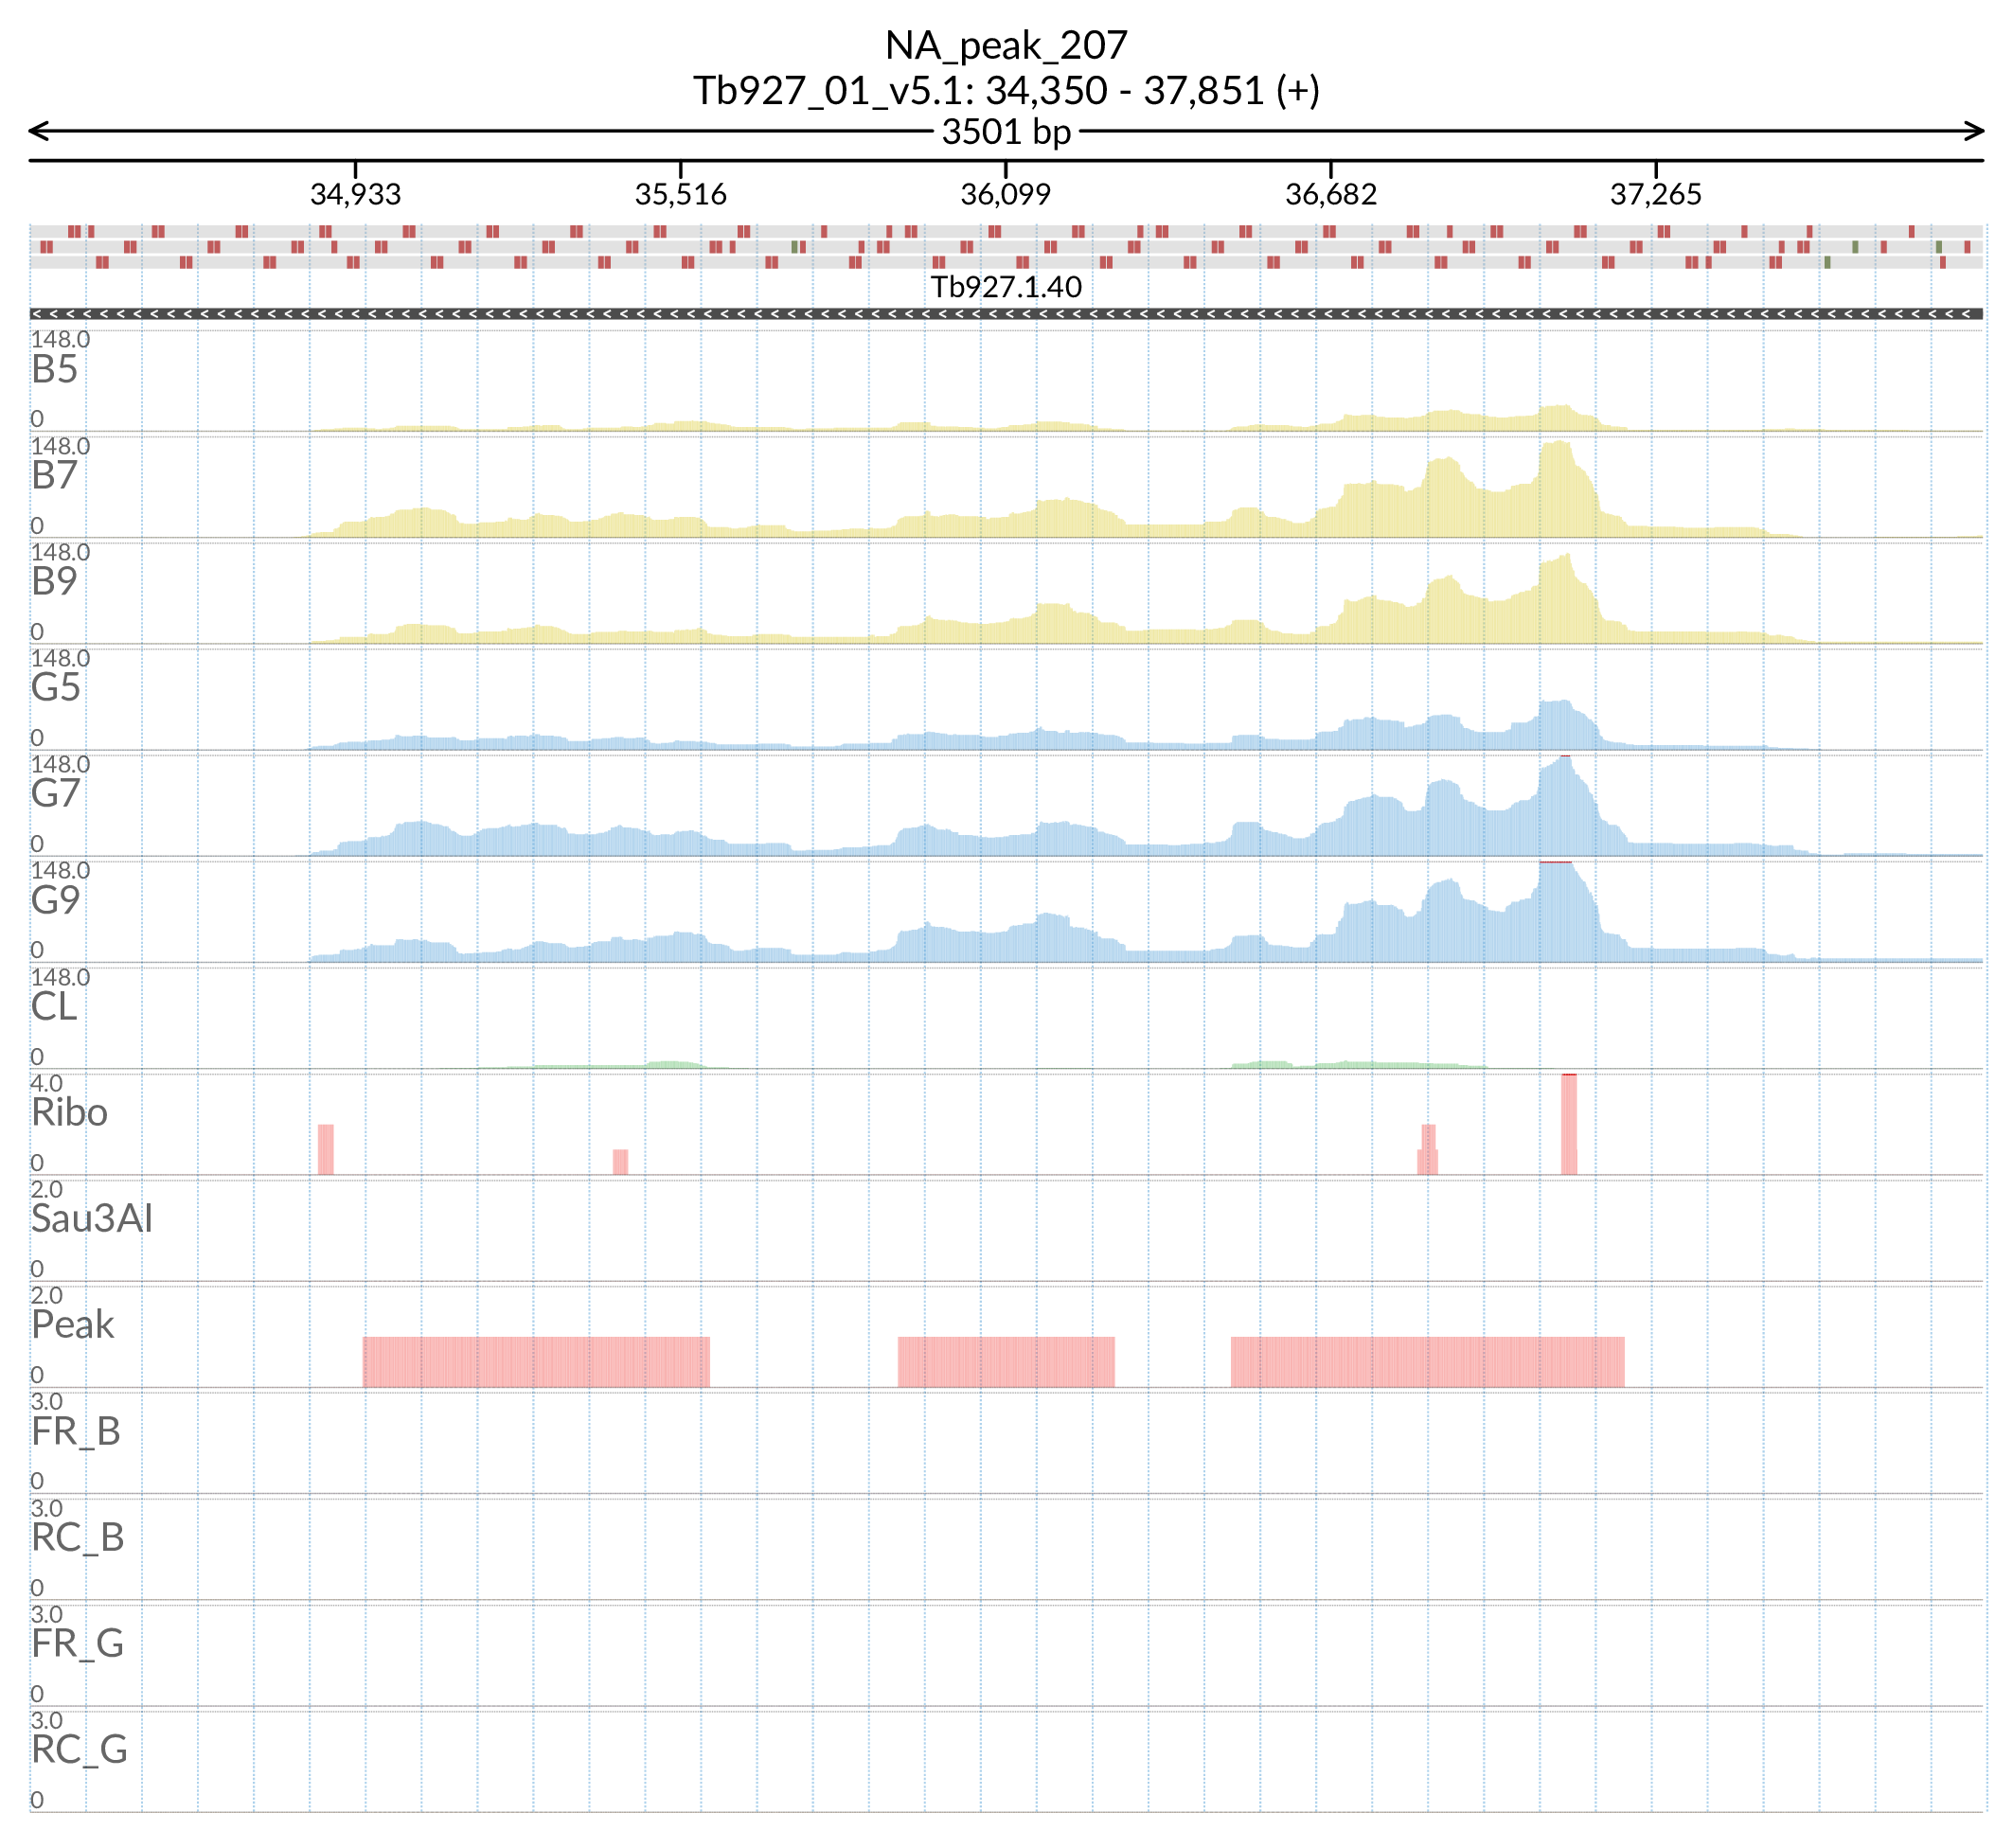 NA_peak_207
Tb927_01_v5.1: 34,350 - 37,851 (+)
3501 bp
34,933 35,516 36,099 36,682 37,265
Tb927.1.40
148.0
B5
0
148.0
B7
0
148.0
B9
0
148.0
G5
0
148.0
G7
0
148.0
G9
0
148.0
CL
0
4.0
Ribo
0
2.0
Sau3AI
0
2.0
Peak
0
3.0
FR_B
0
3.0
RC_B
0
3.0
FR_G
0
3.0
RC_G
0